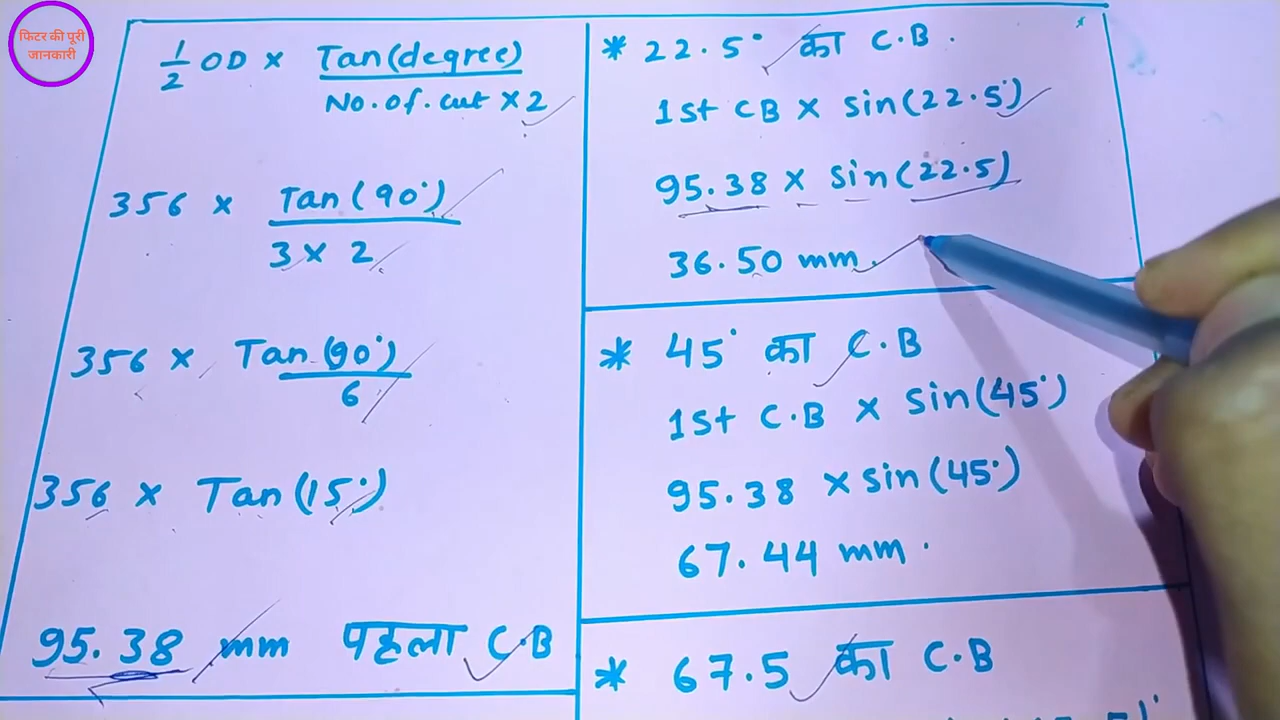 फिटर की पूरी
जानकारी
1/2 OD × Tan(degree) / No. of. cut × 2
356 × Tan(90°) / 3 × 2
356 × Tan(90°) / 6
356 × Tan(15°)
95.38 mm पहला C.B
* 22.5° का C.B.
1st CB × sin(22.5°)
95.38 × sin(22.5)
36.50 mm.
* 45° का C.B
1st C.B × sin(45°)
95.38 × sin(45°)
67.44 mm.
* 67.5 का C.B